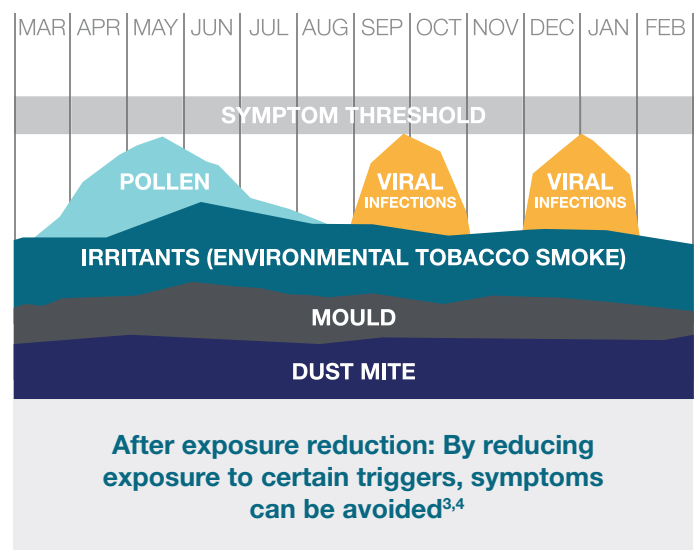 MAR APR MAY JUN JUL AUG SEP OCT NOV DEC JAN FEB
SYMPTOM THRESHOLD
POLLEN
VIRAL
INFECTIONS
VIRAL
INFECTIONS
IRRITANTS (ENVIRONMENTAL TOBACCO SMOKE)
MOULD
DUST MITE
After exposure reduction: By reducing
exposure to certain triggers, symptoms
can be avoided3,4